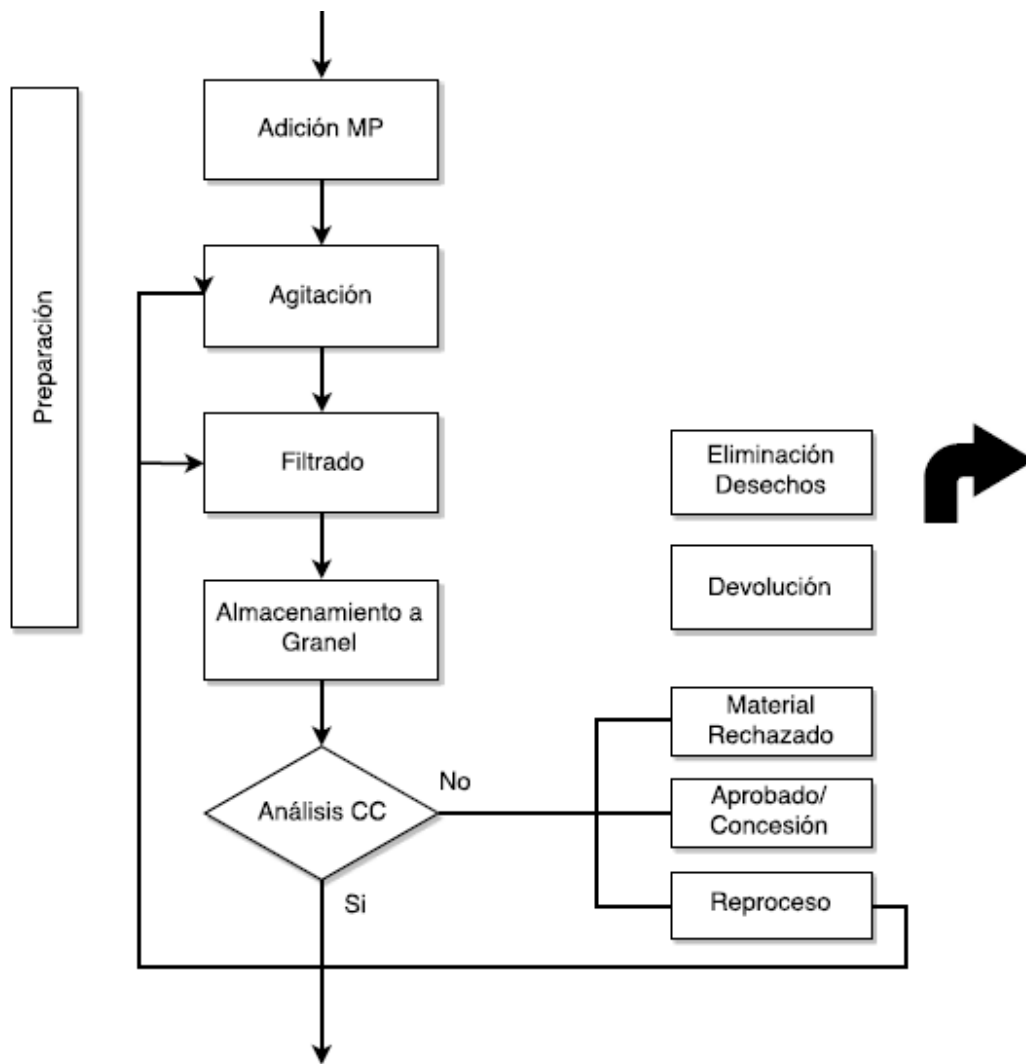 Preparación
Adición MP
Agitación
Filtrado
Almacenamiento a
Granel
Análisis CC
No
Si
Eliminación
Desechos
Devolución
Material
Rechazado
Aprobado/
Concesión
Reproceso